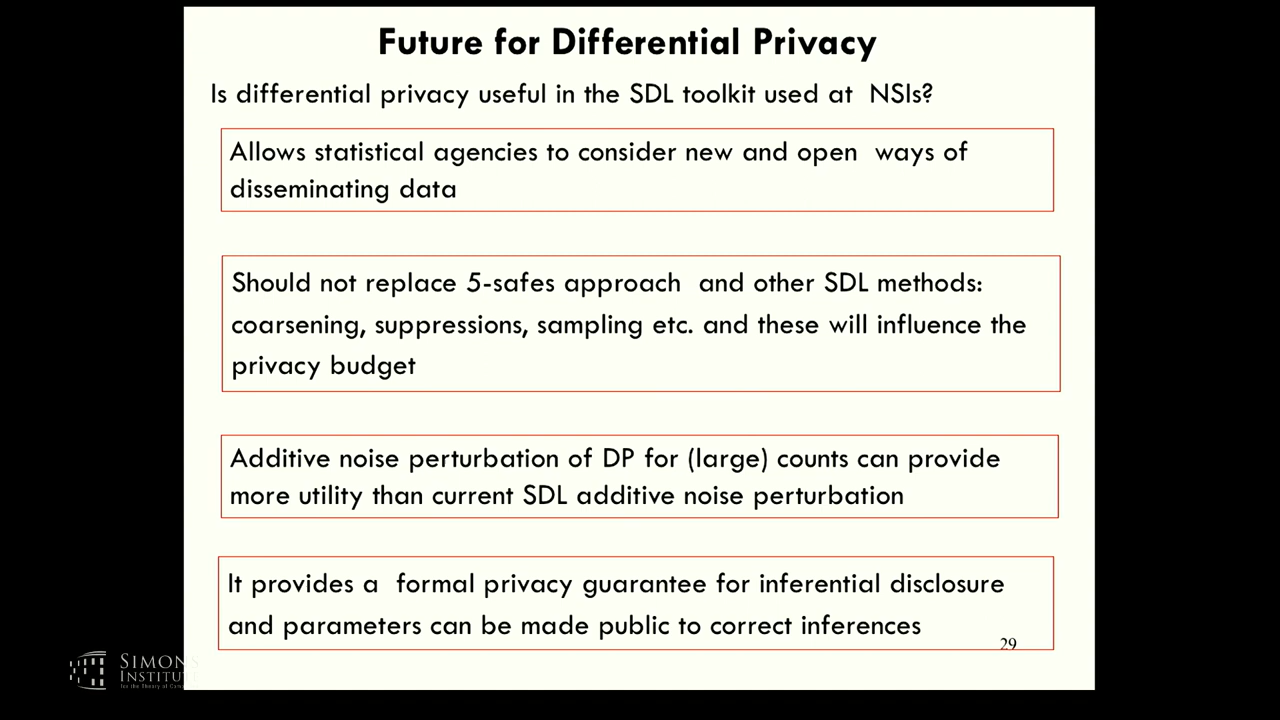 Future for Differential Privacy
Is differential privacy useful in the SDL toolkit used at NSIs?
Allows statistical agencies to consider new and open ways of
disseminating data
Should not replace 5-safes approach and other SDL methods:
coarsening, suppressions, sampling etc. and these will influence the
privacy budget
Additive noise perturbation of DP for (large) counts can provide
more utility than current SDL additive noise perturbation
It provides a formal privacy guarantee for inferential disclosure
and parameters can be made public to correct inferences
29
SIMONS
INSTITUTE
for the Theory of